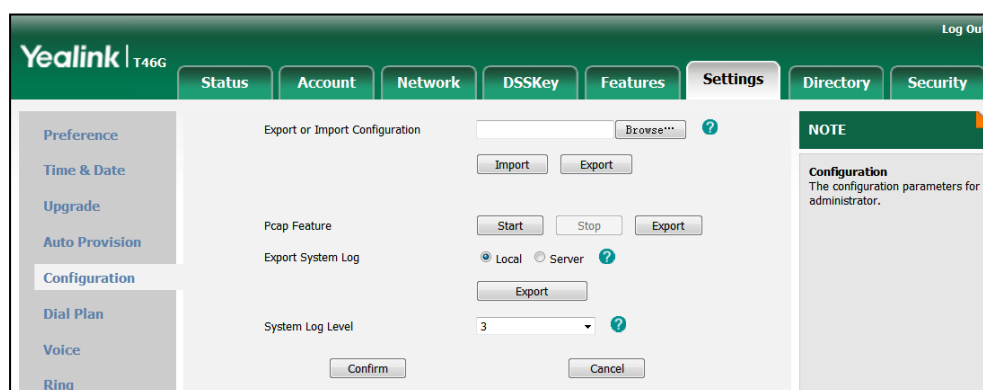 Log Out
Yealink | T46G
Status Account Network DSSKey Features Settings Directory Security
Preference
Time & Date
Upgrade
Auto Provision
Configuration
Dial Plan
Voice
Ring
Export or Import Configuration Browse... ?
Import Export
Pcap Feature Start Stop Export
Export System Log Local Server ?
Export
System Log Level 3 ?
Confirm Cancel
NOTE
Configuration
The configuration parameters for
administrator.